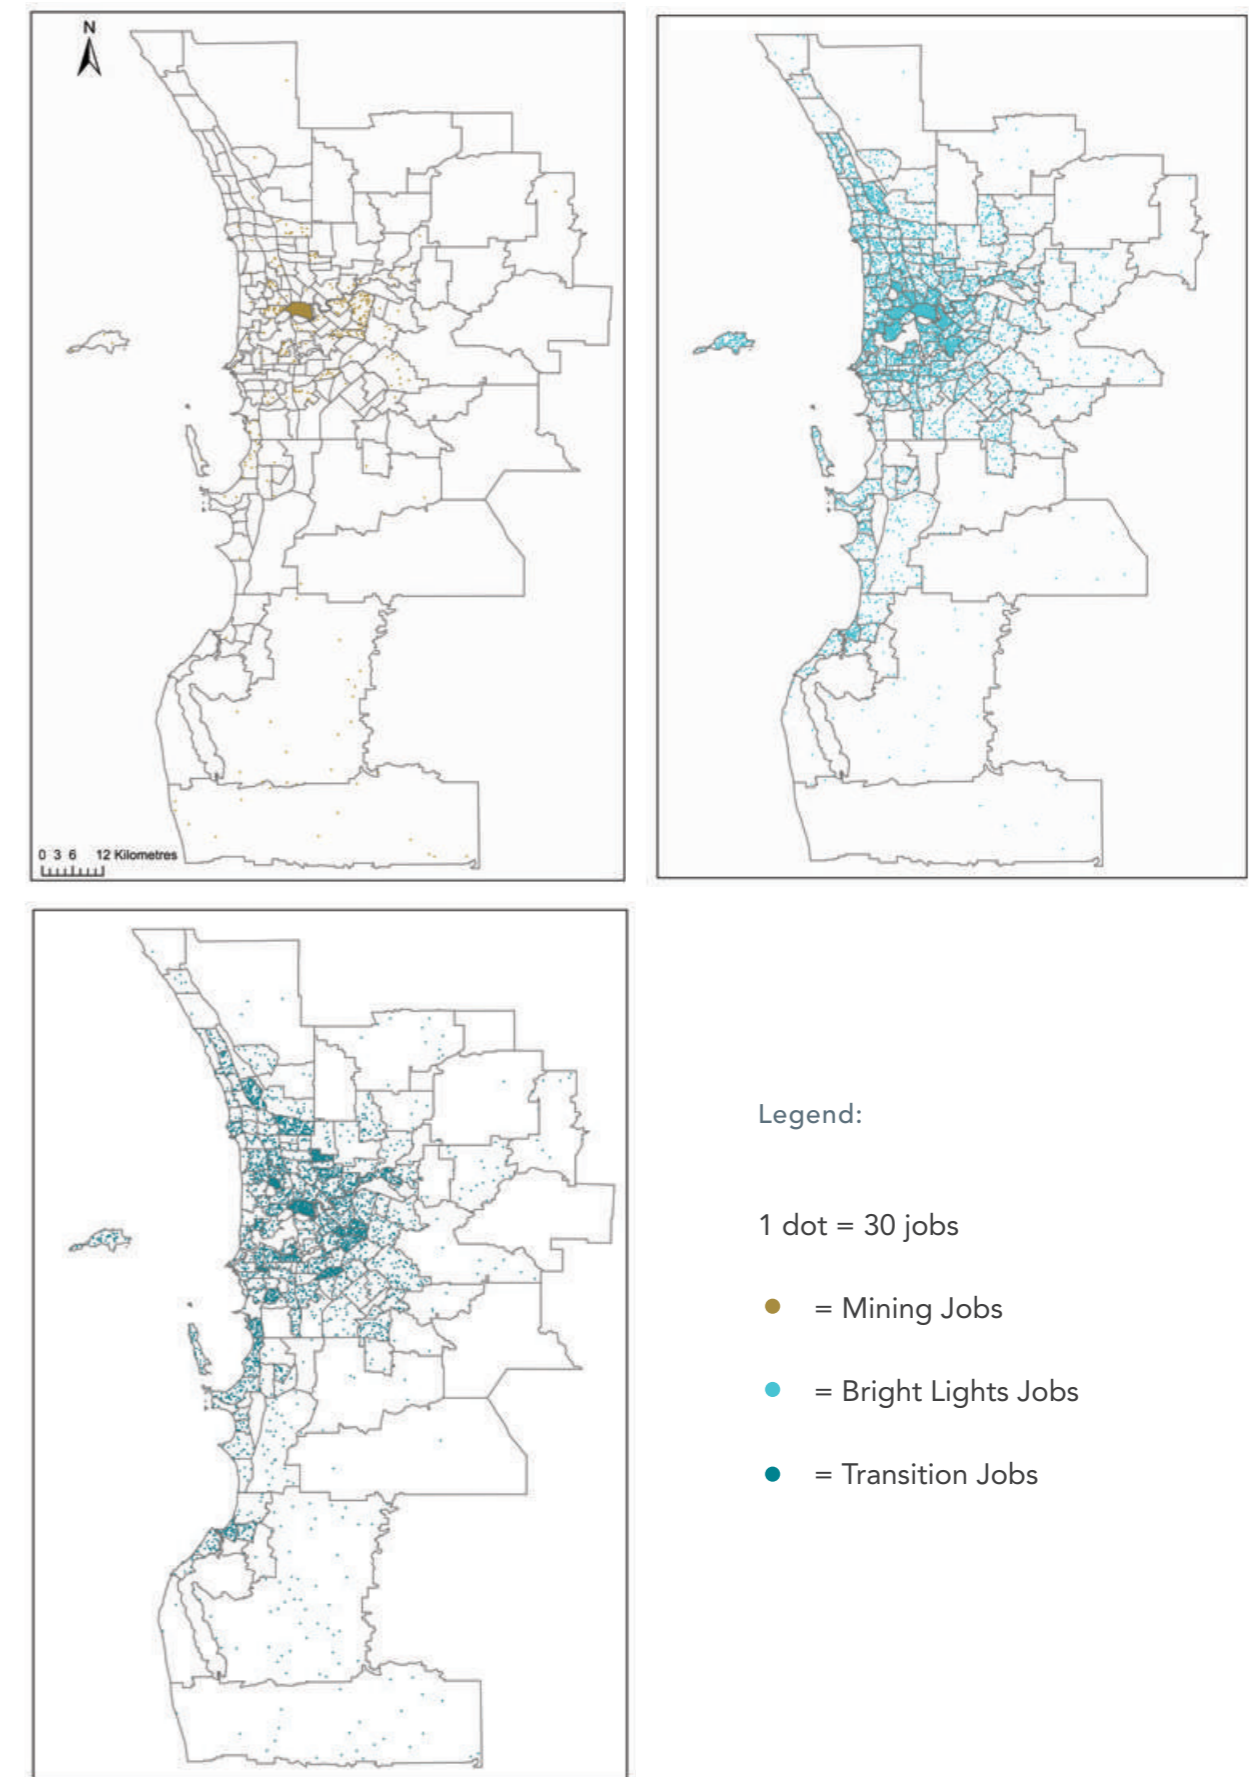 N
0 3 6 12 Kilometres
Legend:
1 dot = 30 jobs
= Mining Jobs
= Bright Lights Jobs
= Transition Jobs